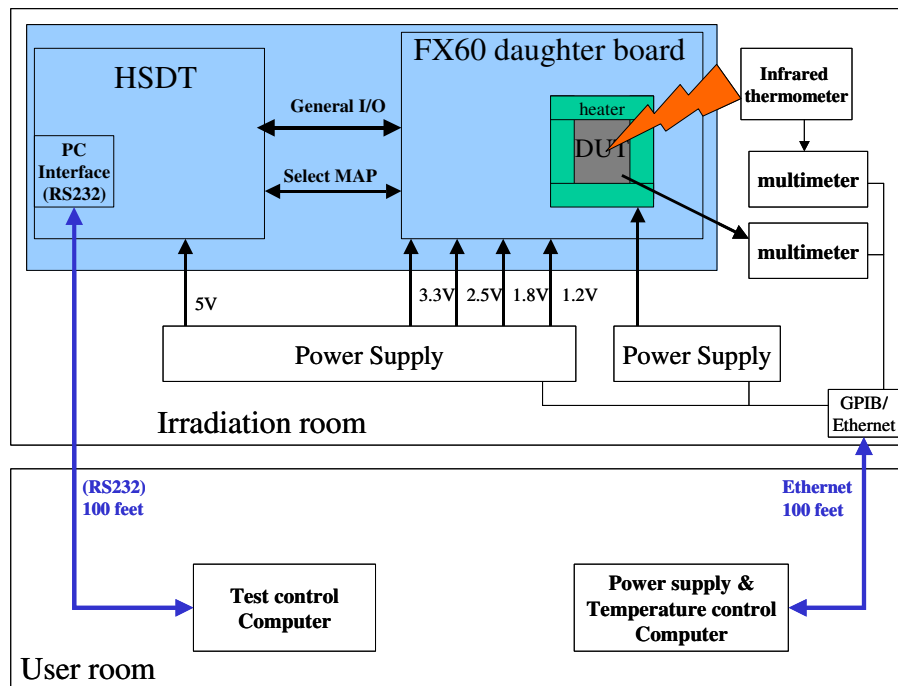 FX60 daughter board
HSDT
Infrared
thermometer
General I/O
heater
DUT
PC
Interface
(RS232)
Select MAP
multimeter
multimeter
5V
3.3V
2.5V
1.8V
1.2V
Power Supply
Power Supply
GPIB/
Ethernet
Irradiation room
(RS232)
100 feet
Ethernet
100 feet
Test control
Computer
Power supply &
Temperature control
Computer
User room